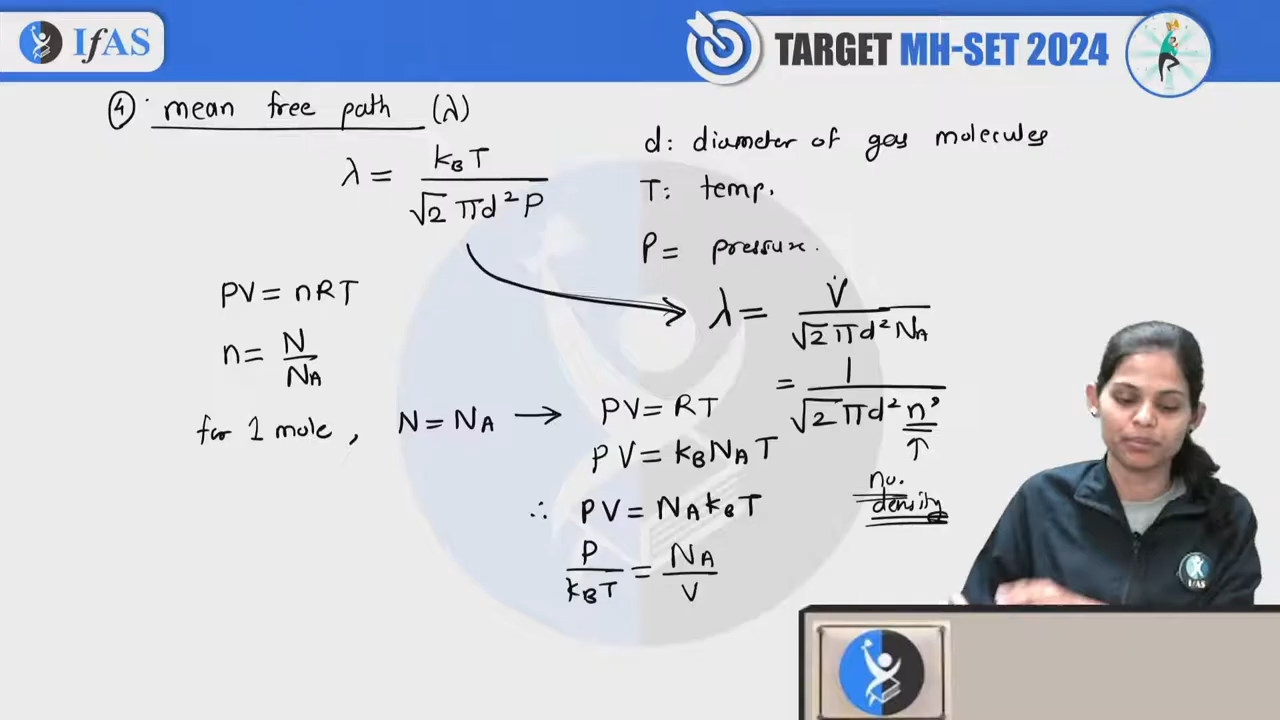 IfAS
TARGET MH-SET 2024
④ mean free path (λ)
λ = k_B T / √2 πd² P
d: diameter of gas molecules
T: temp.
P = pressure.
PV = nRT
n = N / N_A
for 1 mole, N = N_A → PV = RT
PV = k_B N_A T
∴ PV = N_A k_B T
P / k_B T = N_A / V
λ = V / √2 πd² N_A
= 1 / √2 πd² n°
↑
no. density
IFAS